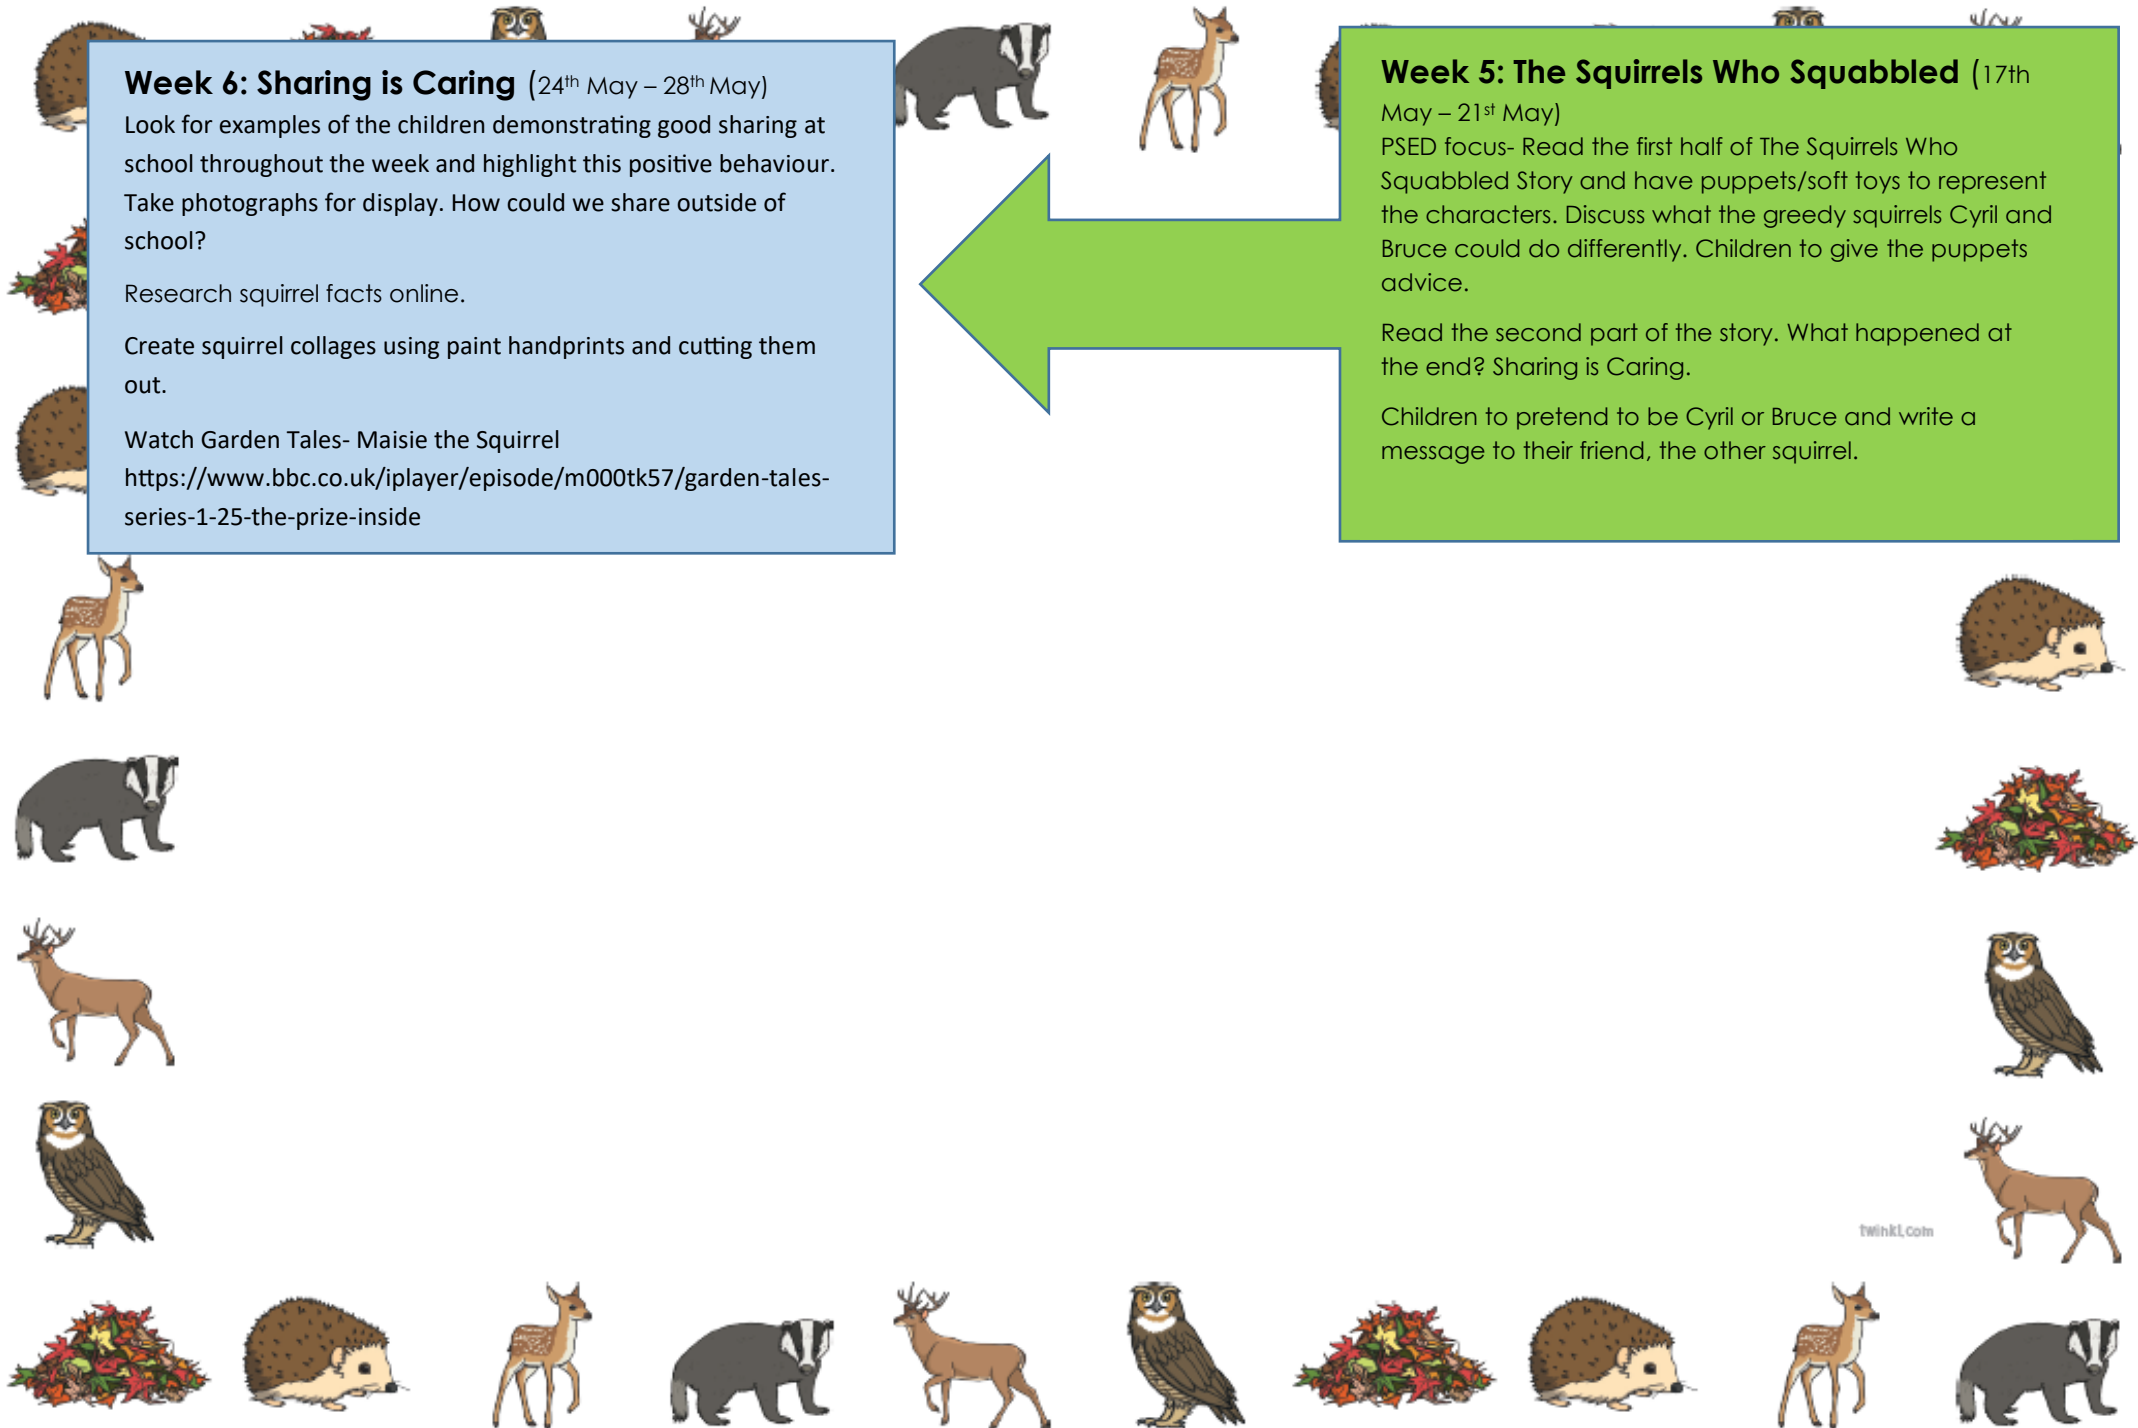 Week 6: Sharing is Caring (24th May – 28th May)
Look for examples of the children demonstrating good sharing at
school throughout the week and highlight this positive behaviour.
Take photographs for display. How could we share outside of
school?
Research squirrel facts online.
Create squirrel collages using paint handprints and cutting them
out.
Watch Garden Tales- Maisie the Squirrel
https://www.bbc.co.uk/iplayer/episode/m000tk57/garden-tales-
series-1-25-the-prize-inside
Week 5: The Squirrels Who Squabbled (17th
May – 21st May)
PSED focus- Read the first half of The Squirrels Who
Squabbled Story and have puppets/soft toys to represent
the characters. Discuss what the greedy squirrels Cyril and
Bruce could do differently. Children to give the puppets
advice.
Read the second part of the story. What happened at
the end? Sharing is Caring.
Children to pretend to be Cyril or Bruce and write a
message to their friend, the other squirrel.
twinkl.com